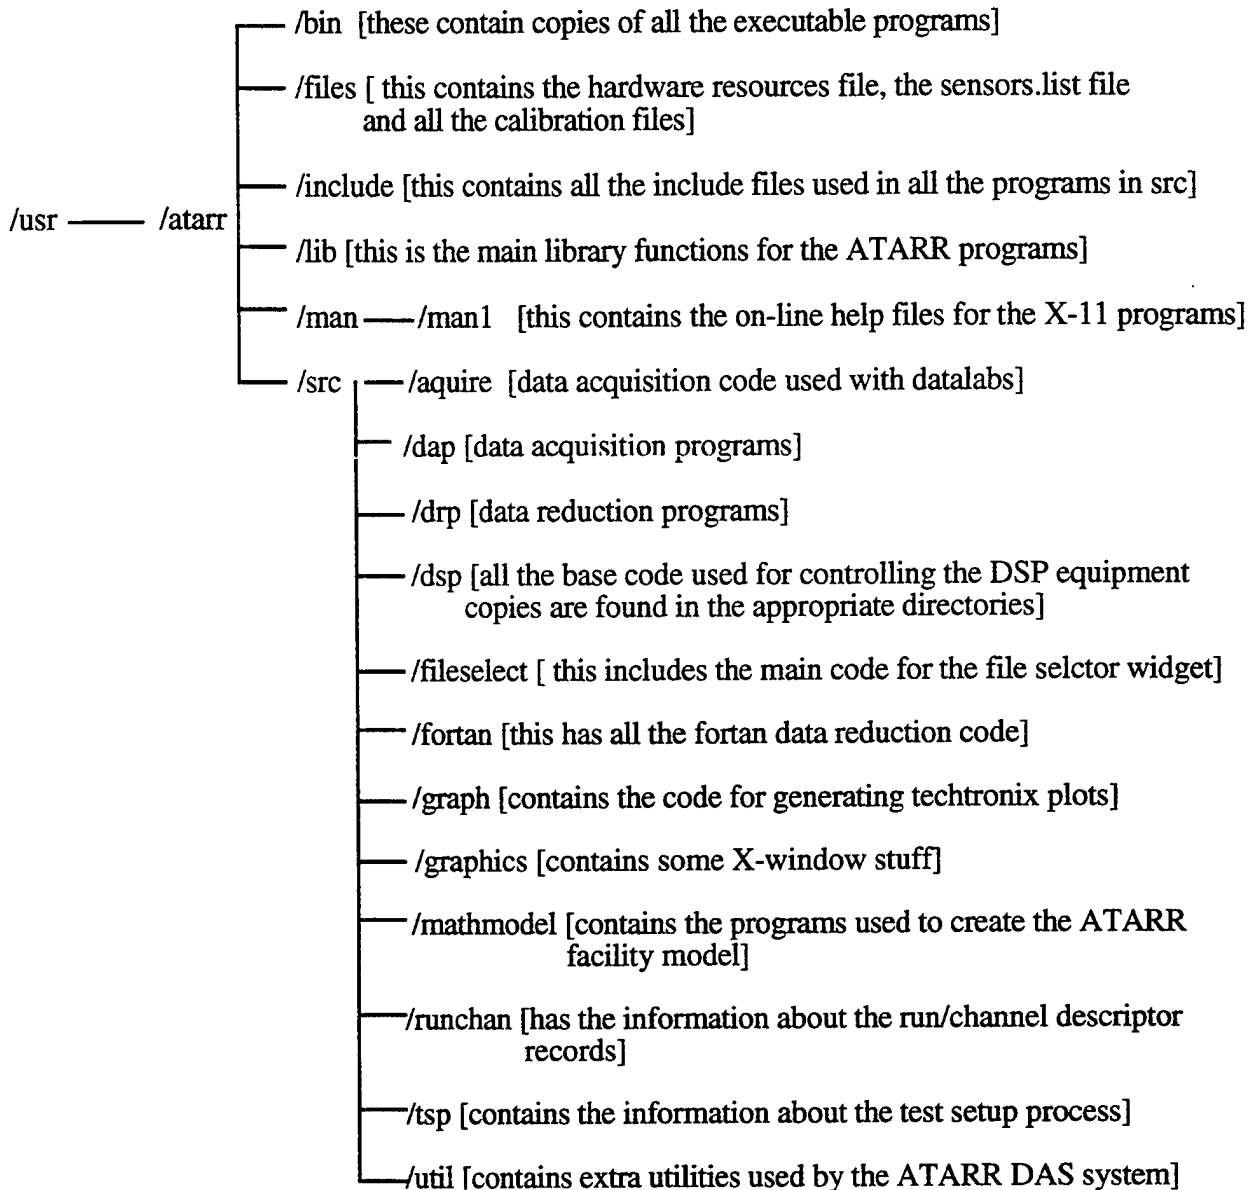 /bin [these contain copies of all the executable programs]
/files [ this contains the hardware resources file, the sensors.list file
and all the calibration files]
/include [this contains all the include files used in all the programs in src]
/usr /atarr
/lib [this is the main library functions for the ATARR programs]
/man /man1 [this contains the on-line help files for the X-11 programs]
/src /aquire [data acquisition code used with datalabs]
/dap [data acquisition programs]
/drp [data reduction programs]
/dsp [all the base code used for controlling the DSP equipment
copies are found in the appropriate directories]
/fileselect [ this includes the main code for the file selctor widget]
/fortan [this has all the fortan data reduction code]
/graph [contains the code for generating techtronix plots]
/graphics [contains some X-window stuff]
/mathmodel [contains the programs used to create the ATARR
facility model]
/runchan [has the information about the run/channel descriptor
records]
/tsp [contains the information about the test setup process]
/util [contains extra utilities used by the ATARR DAS system]